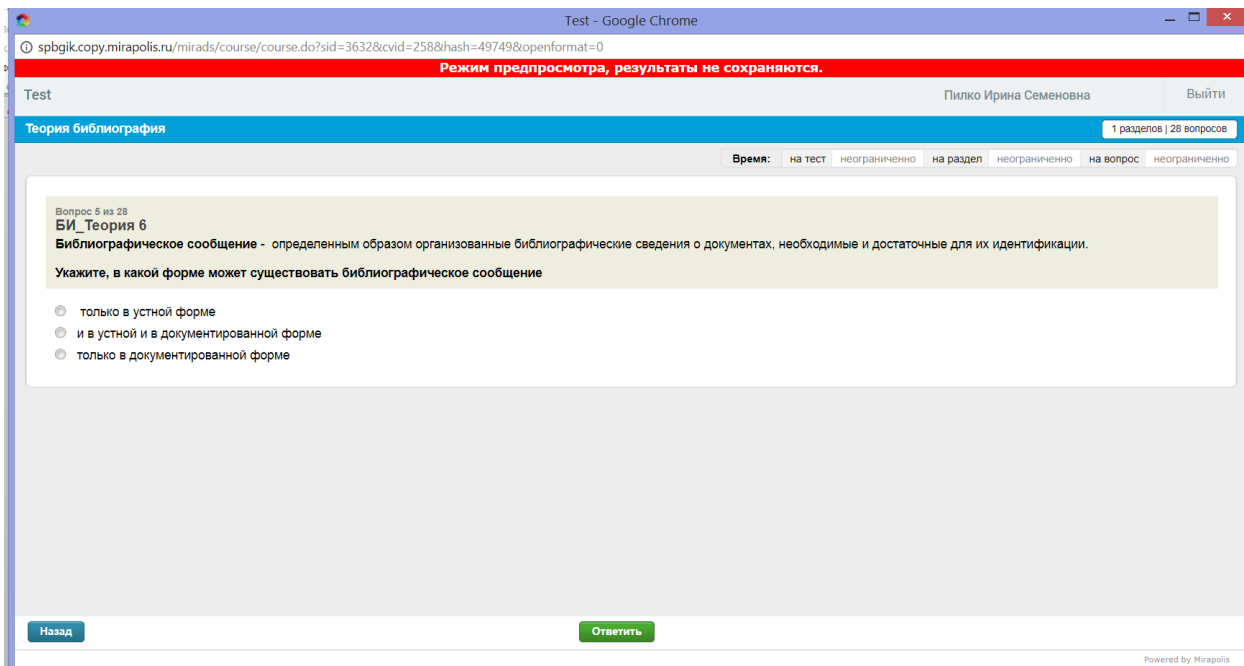 Test - Google Chrome
spbgik.copy.mirapolis.ru/mirads/course/course.do?sid=3632&cvid=258&hash=49749&openformat=0
Режим предпросмотра, результаты не сохраняются.
Test Пилко Ирина Семеновна Выйти
Теория библиография 1 разделов | 28 вопросов
Время: на тест неограниченно на раздел неограниченно на вопрос неограниченно
Вопрос 5 из 28
БИ_Теория 6
Библиографическое сообщение - определенным образом организованные библиографические сведения о документах, необходимые и достаточные для их идентификации.
Укажите, в какой форме может существовать библиографическое сообщение
только в устной форме
и в устной и в документированной форме
только в документированной форме
Назад Ответить
Powered by Mirapolis